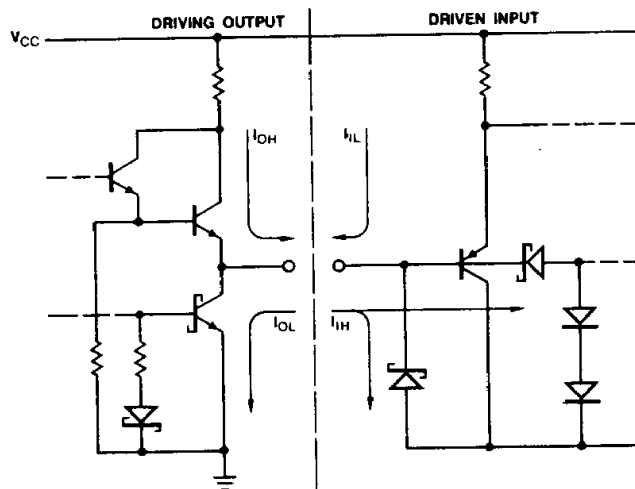 DRIVING OUTPUT
DRIVEN INPUT
VCC
IOH
IIL
IOL
IIH